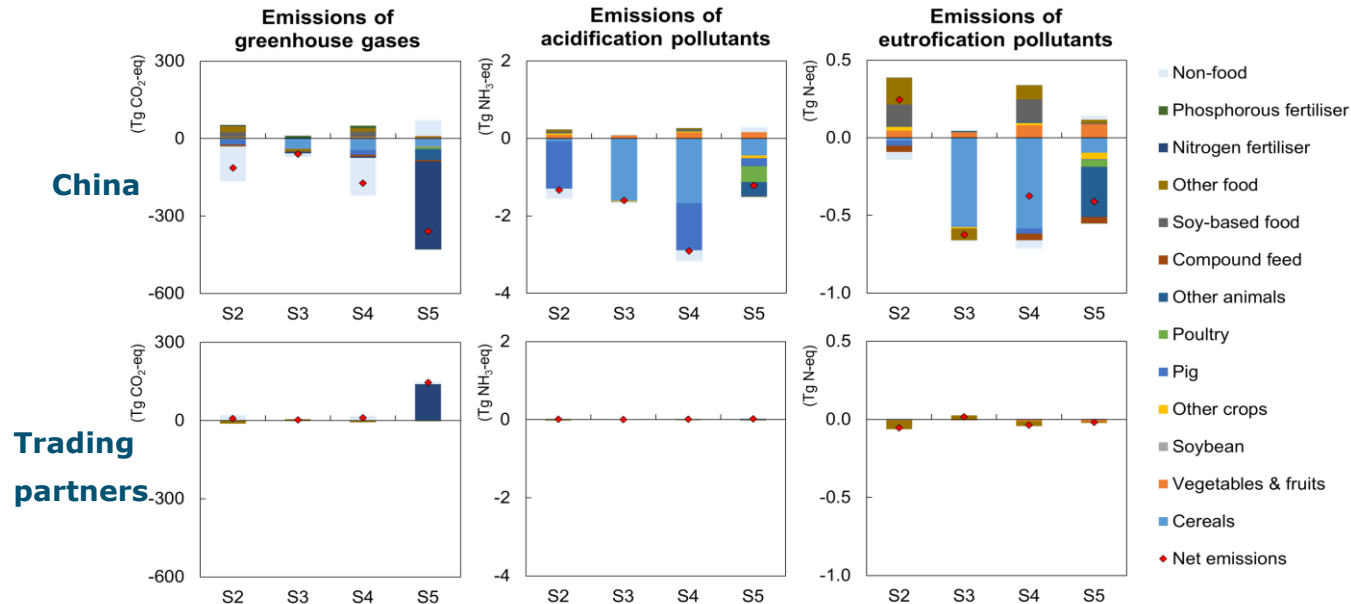 Emissions of
greenhouse gases
Emissions of
acidification pollutants
Emissions of
eutrofication pollutants
China
(Tg CO₂-eq)
300
0
-300
-600
S2 S3 S4 S5
(Tg NH₃-eq)
2
0
-2
-4
S2 S3 S4 S5
(Tg N-eq)
0.5
0.0
-0.5
-1.0
S2 S3 S4 S5
Trading
partners
(Tg CO₂-eq)
300
0
-300
-600
S2 S3 S4 S5
(Tg NH₃-eq)
2
0
-2
-4
S2 S3 S4 S5
(Tg N-eq)
0.5
0.0
-0.5
-1.0
S2 S3 S4 S5
Non-food
Phosphorous fertiliser
Nitrogen fertiliser
Other food
Soy-based food
Compound feed
Other animals
Poultry
Pig
Other crops
Soybean
Vegetables & fruits
Cereals
Net emissions